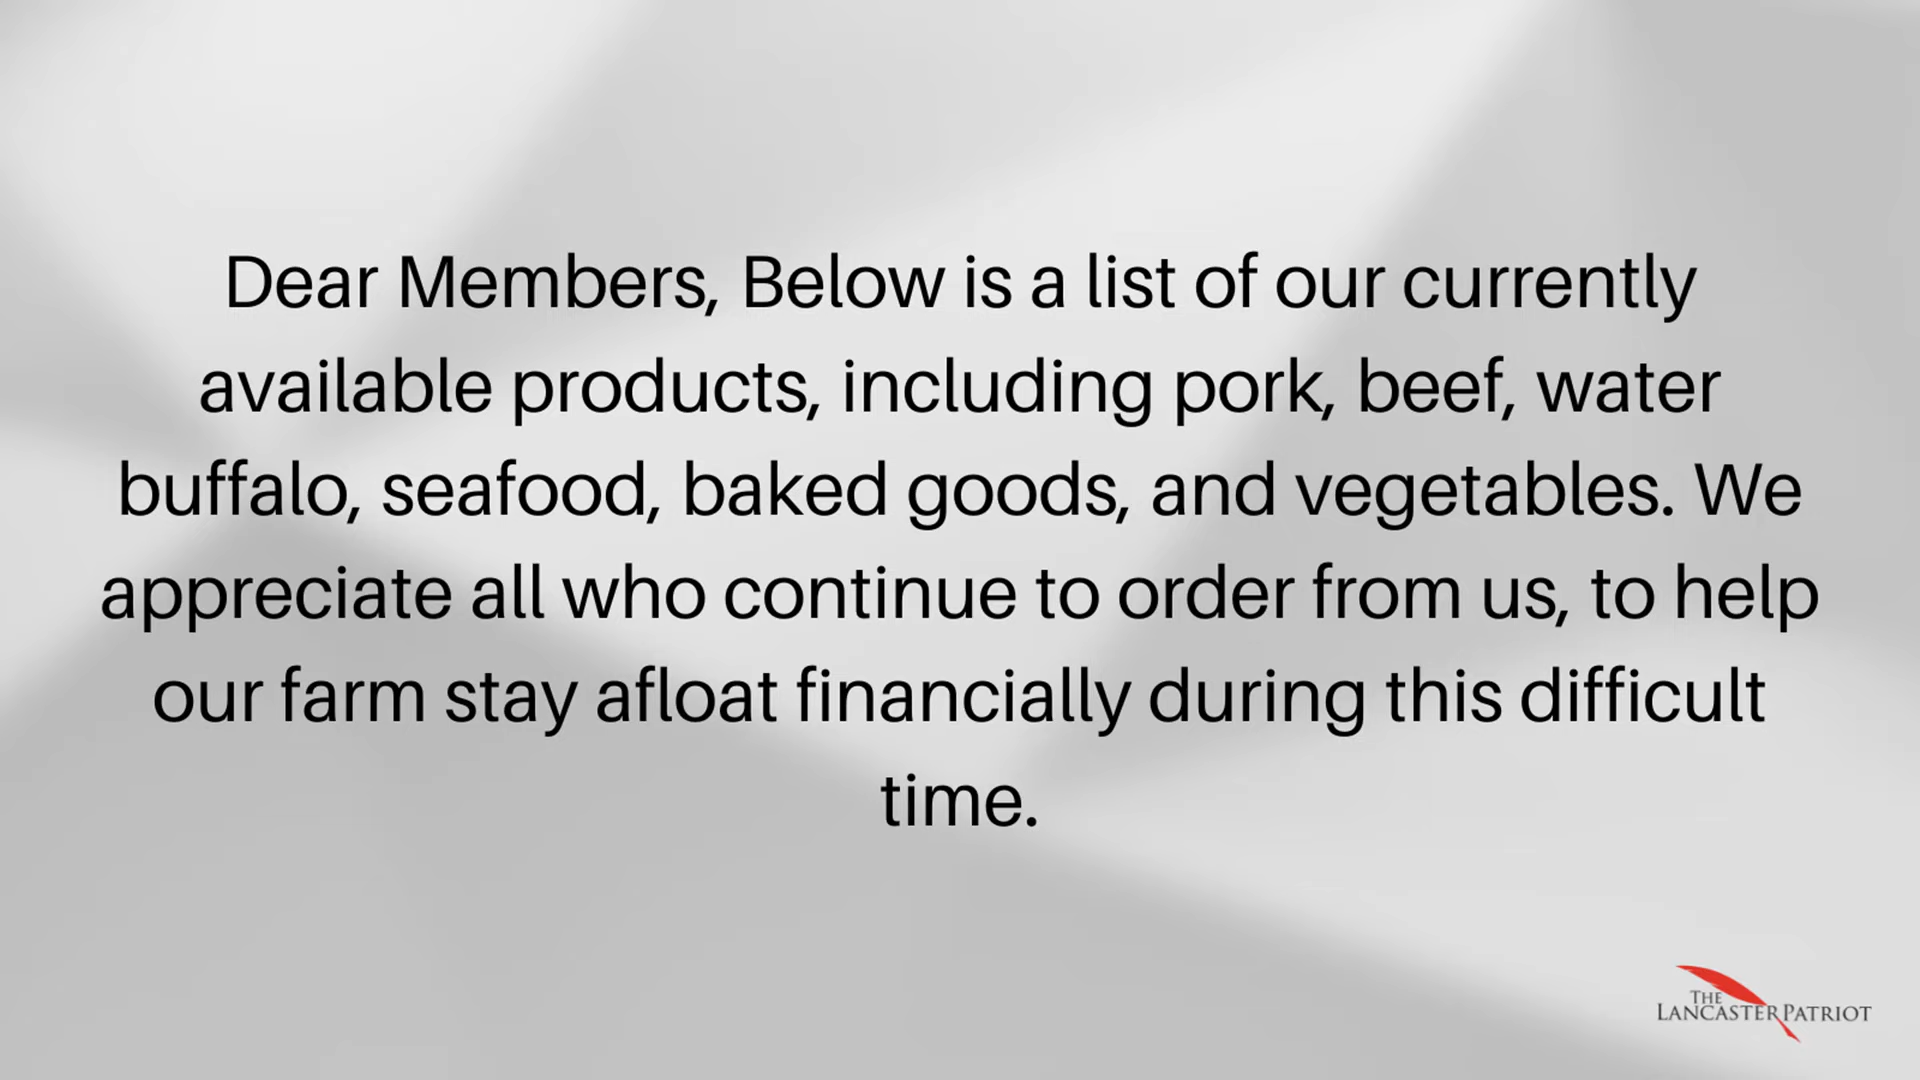 Dear Members, Below is a list of our currently
available products, including pork, beef, water
buffalo, seafood, baked goods, and vegetables. We
appreciate all who continue to order from us, to help
our farm stay afloat financially during this difficult
time.
THE
LANCASTER PATRIOT